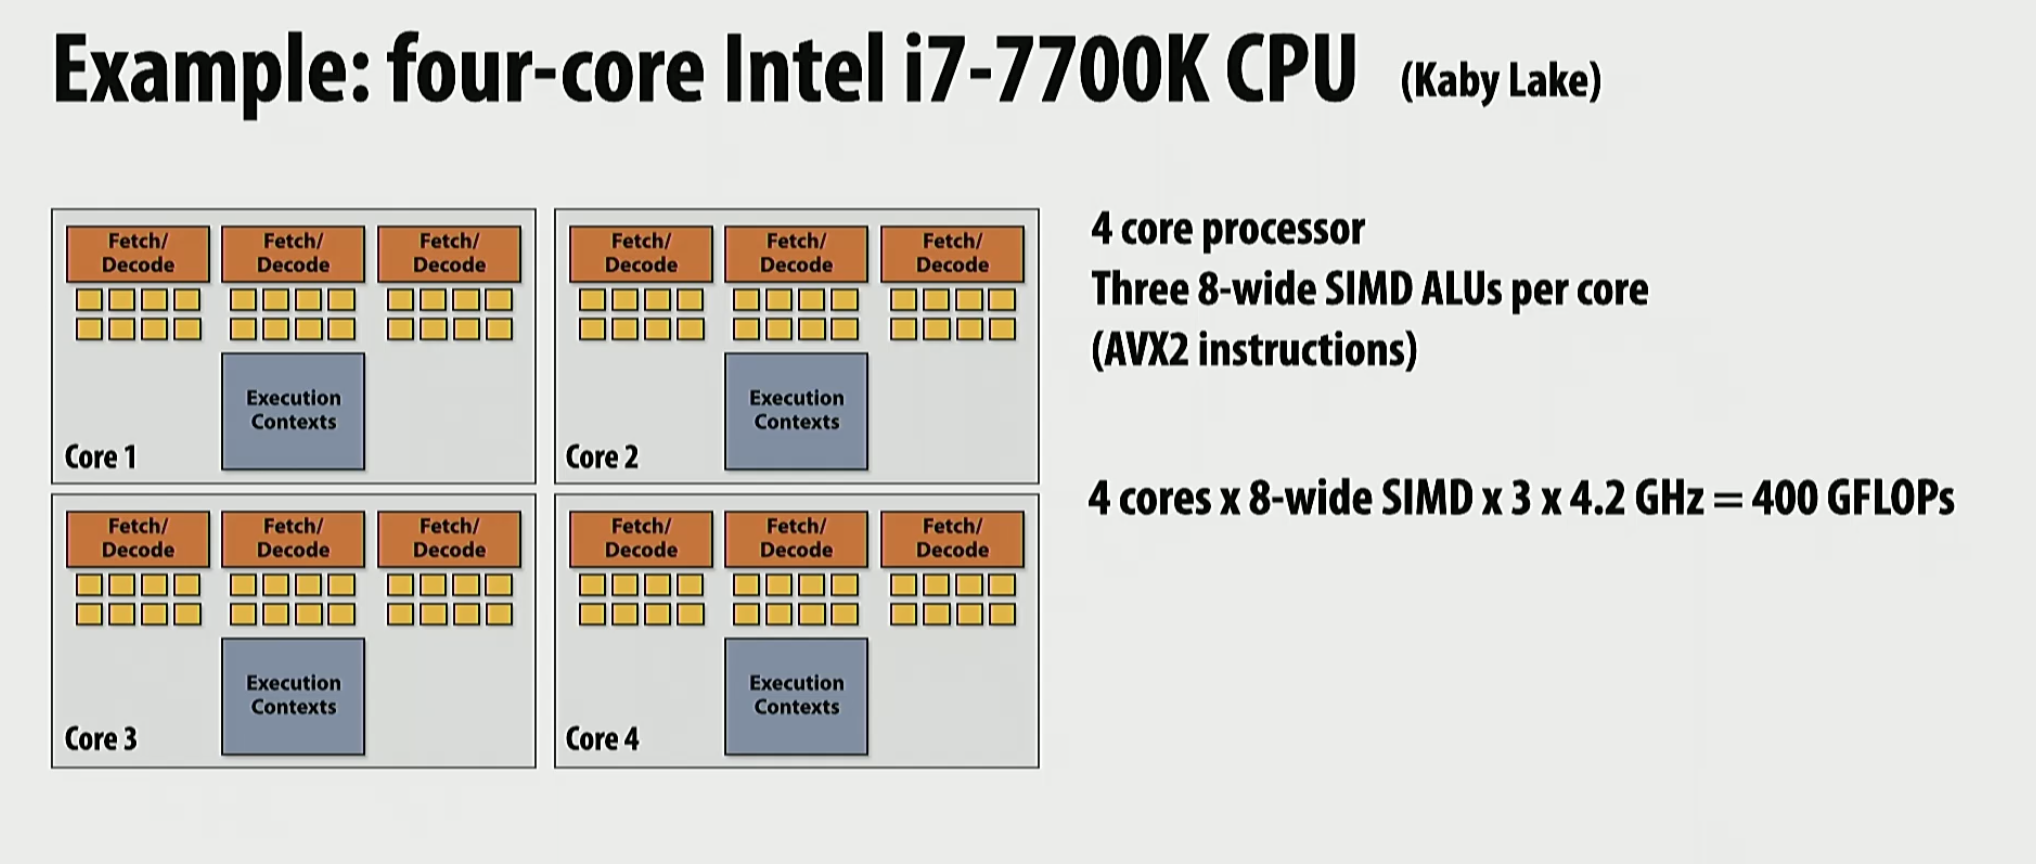 Example: four-core Intel i7-7700K CPU (Kaby Lake)
Fetch/
Decode
Fetch/
Decode
Fetch/
Decode
Execution
Contexts
Core 1
Fetch/
Decode
Fetch/
Decode
Fetch/
Decode
Execution
Contexts
Core 2
Fetch/
Decode
Fetch/
Decode
Fetch/
Decode
Execution
Contexts
Core 3
Fetch/
Decode
Fetch/
Decode
Fetch/
Decode
Execution
Contexts
Core 4
4 core processor
Three 8-wide SIMD ALUs per core
(AVX2 instructions)
4 cores x 8-wide SIMD x 3 x 4.2 GHz = 400 GFLOPs